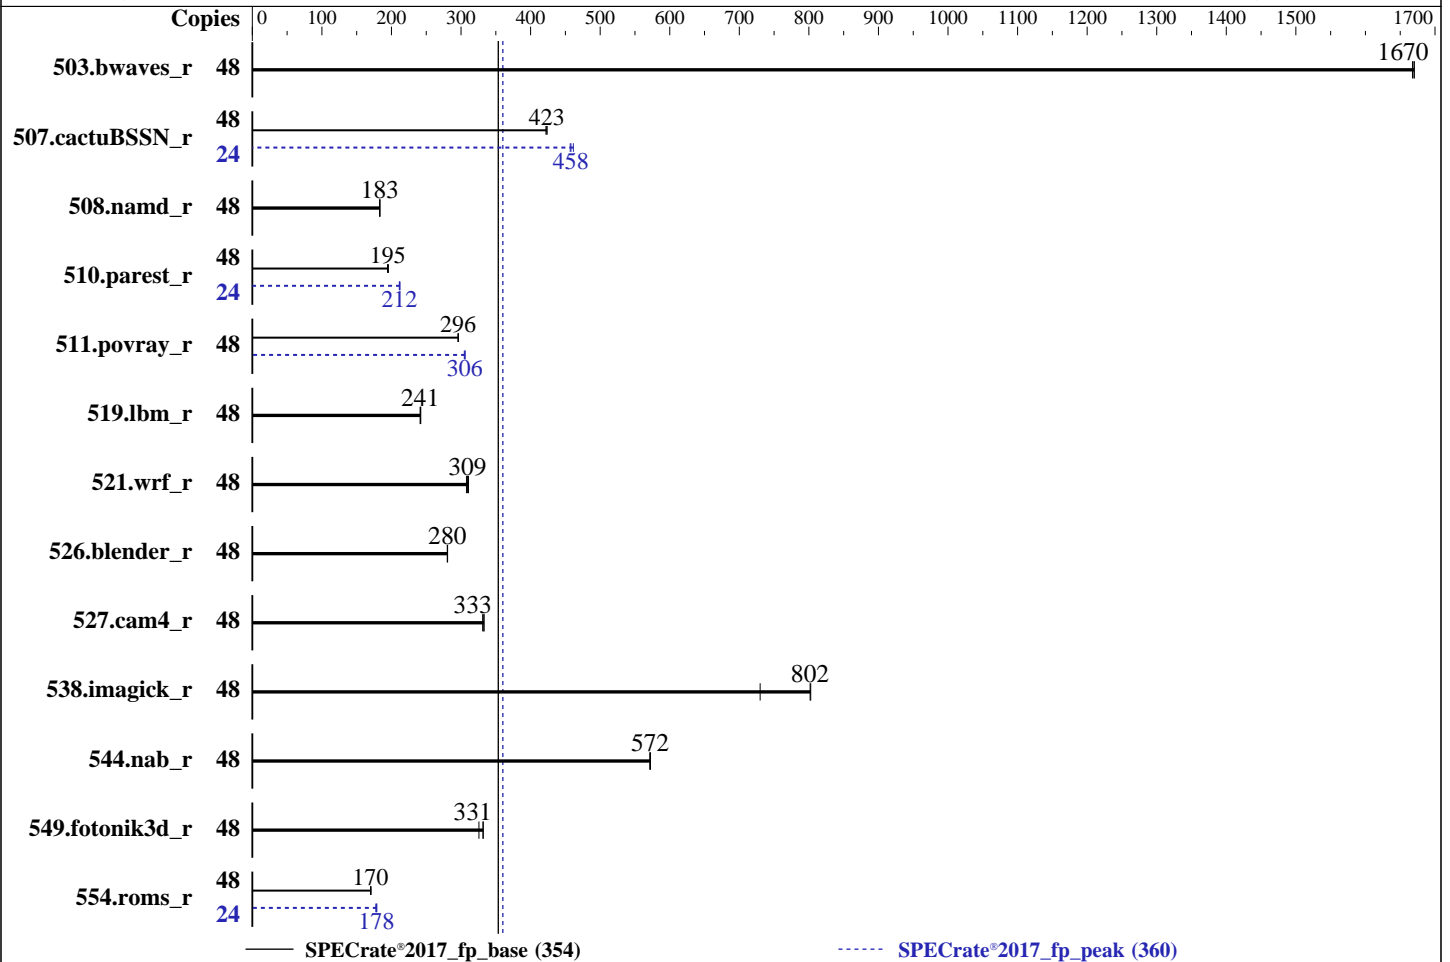 Copies 0 100 200 300 400 500 600 700 800 900 1000 1100 1200 1300 1400 1500 1700
503.bwaves_r 48 1670
507.cactuBSSN_r 48 423
24 458
508.namd_r 48 183
510.parest_r 48 195
24 212
511.povray_r 48 296
306
519.lbm_r 48 241
521.wrf_r 48 309
526.blender_r 48 280
527.cam4_r 48 333
538.imagick_r 48 802
544.nab_r 48 572
549.fotonik3d_r 48 331
554.roms_r 48 170
24 178
SPECrate®2017_fp_base (354) SPECrate®2017_fp_peak (360)